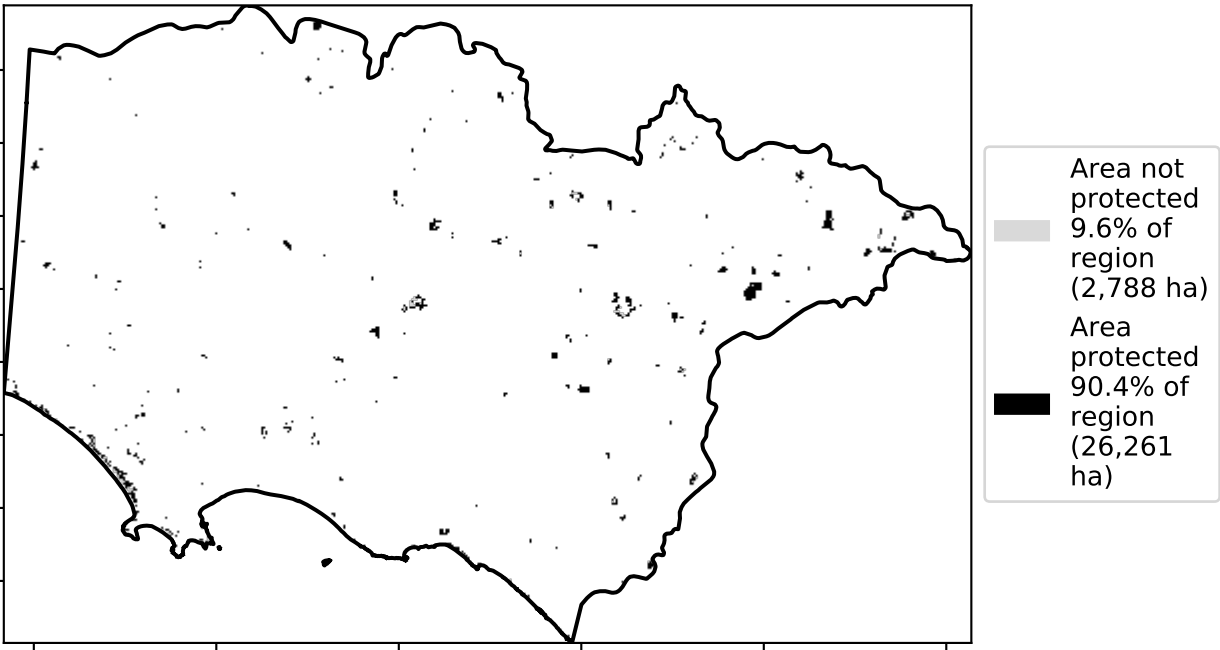 Area not
protected
9.6% of
region
(2,788 ha)
Area
protected
90.4% of
region
(26,261
ha)